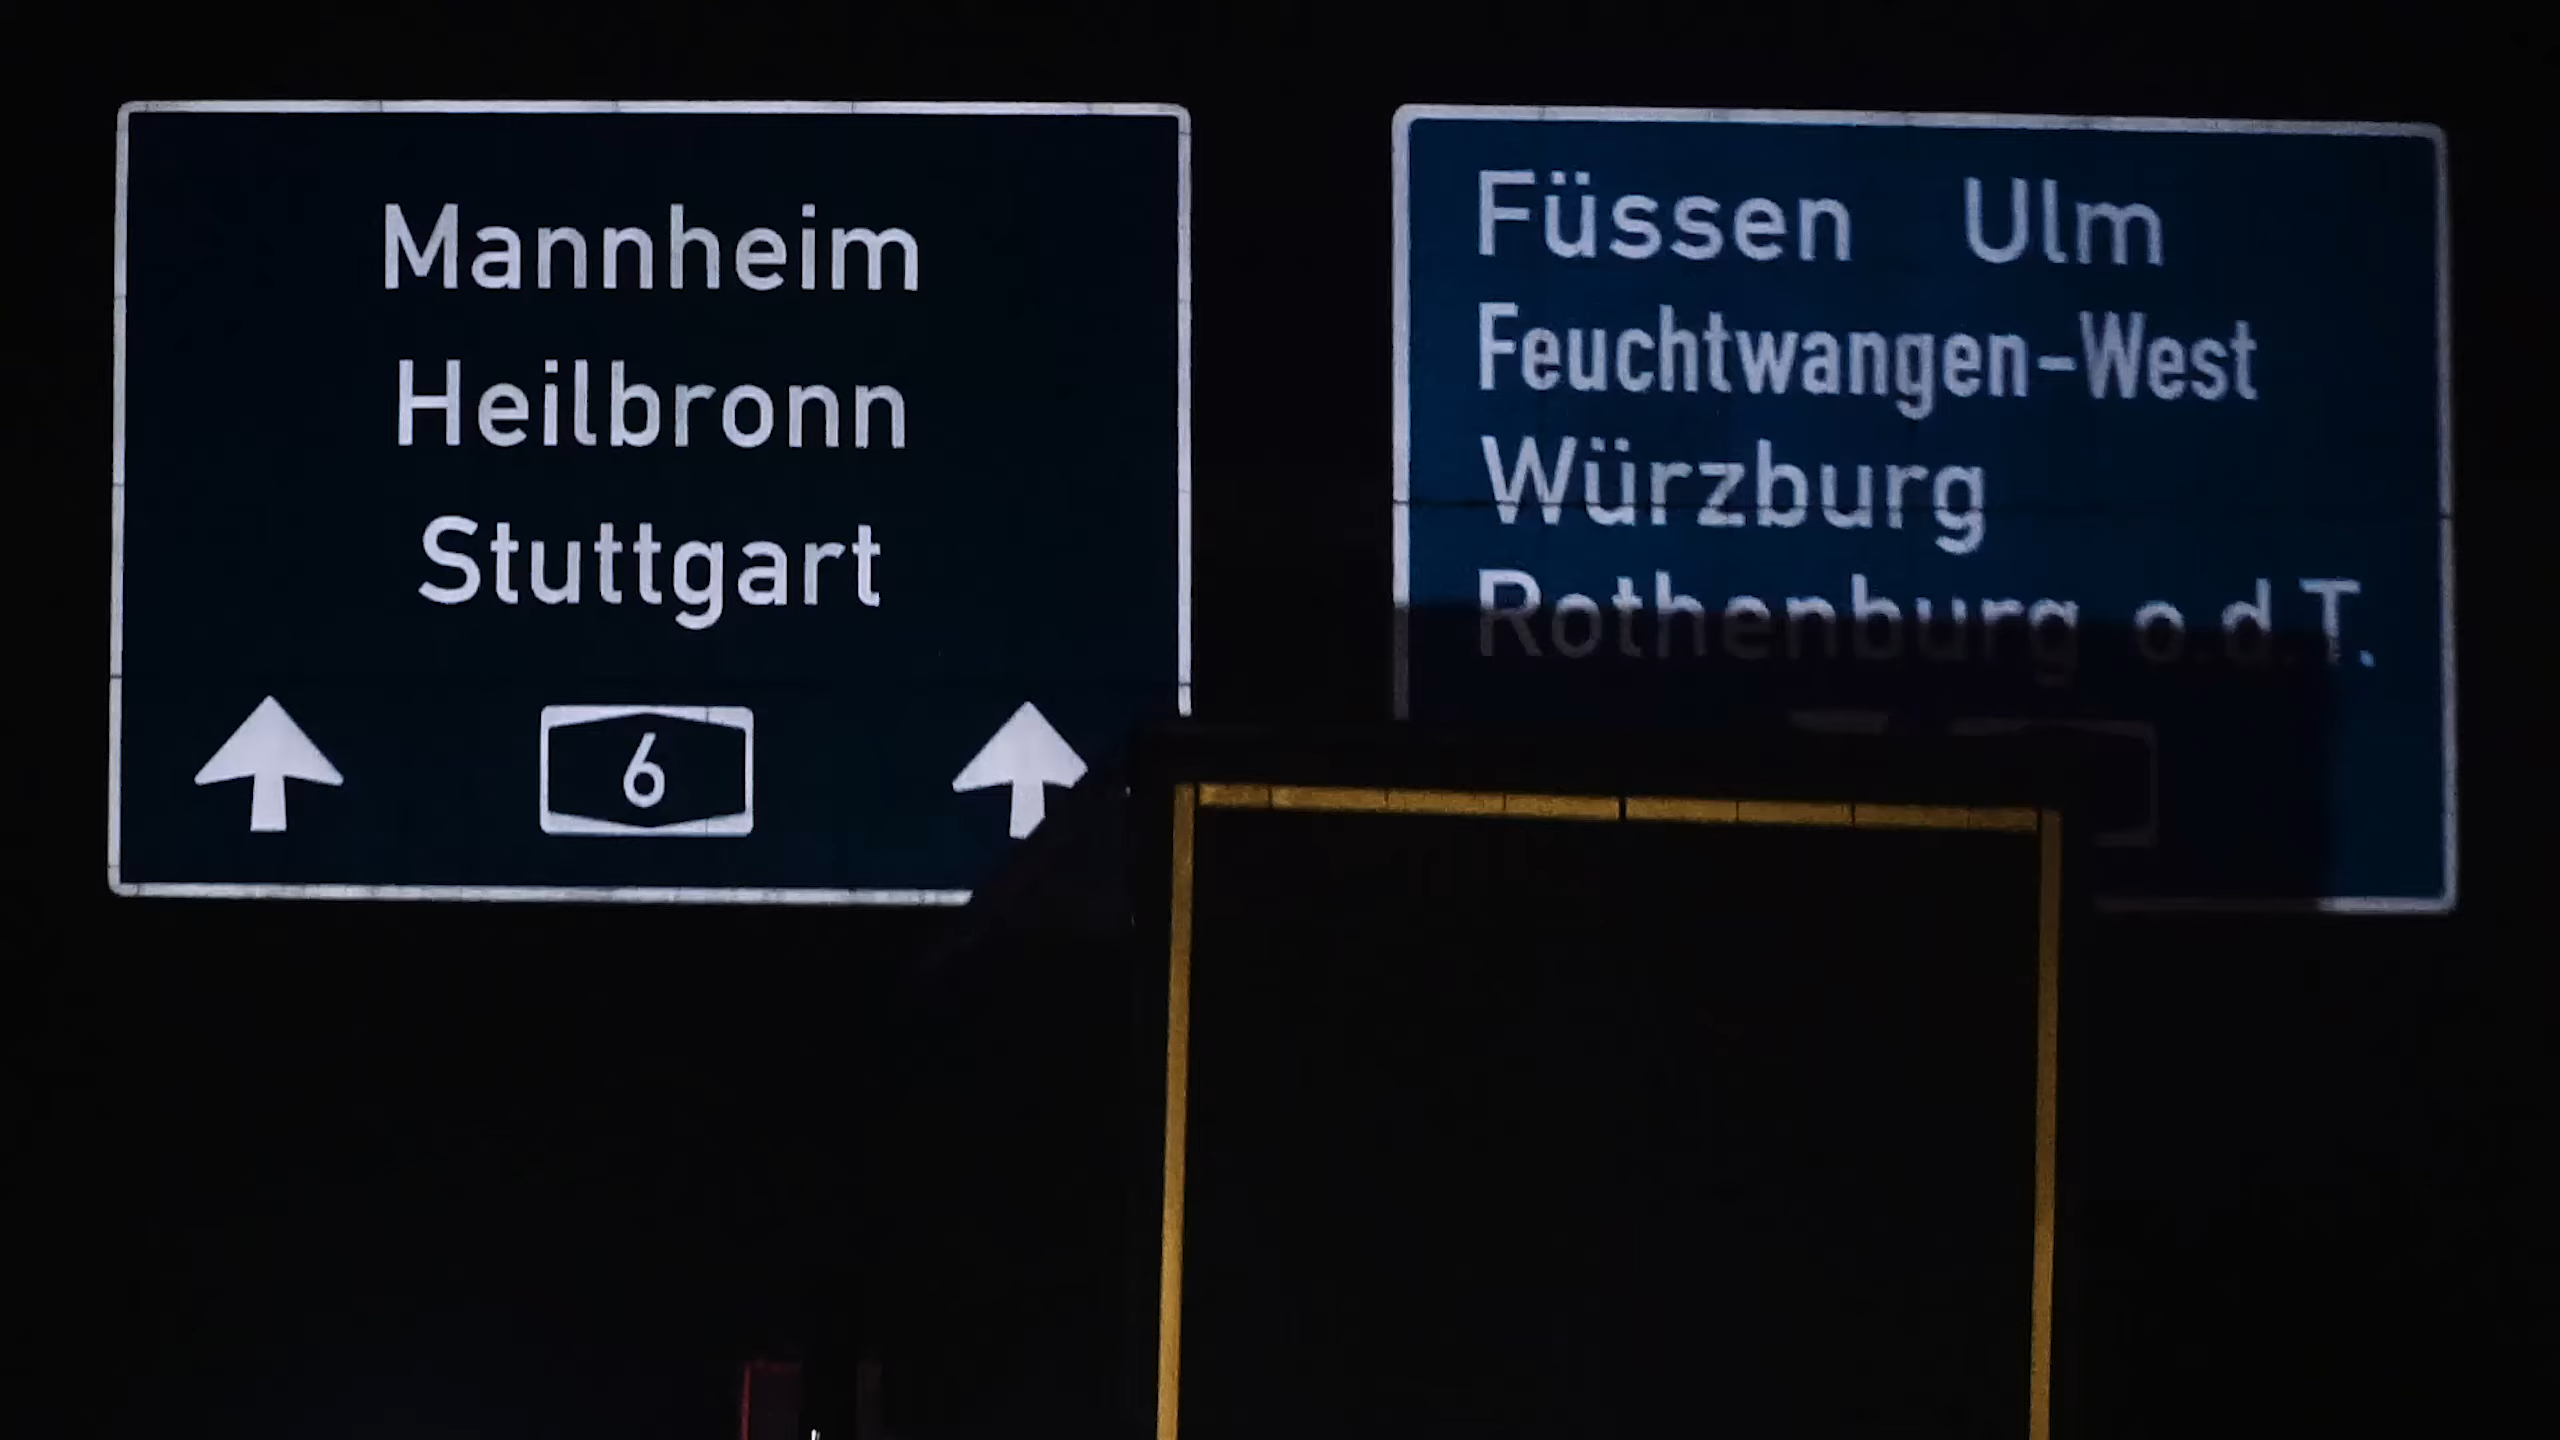 Mannheim
Heilbronn
Stuttgart
6
Füssen Ulm
Feuchtwangen-West
Würzburg
Rothenburg o.d.T.